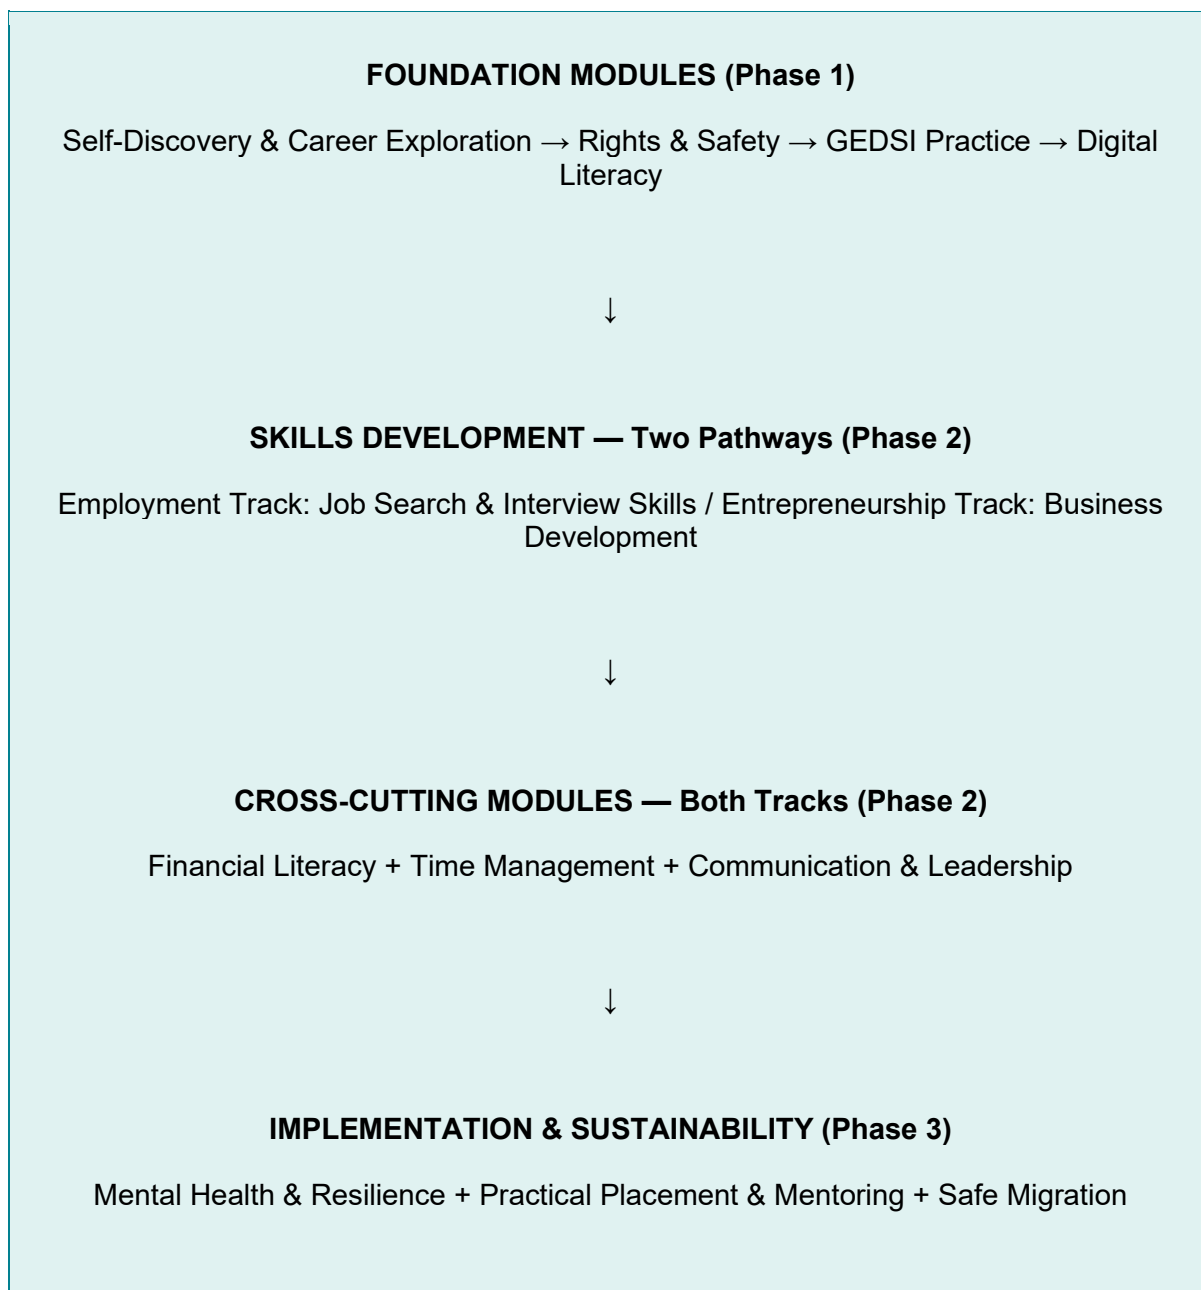 FOUNDATION MODULES (Phase 1)
Self-Discovery & Career Exploration → Rights & Safety → GEDSI Practice → Digital
Literacy
↓
SKILLS DEVELOPMENT — Two Pathways (Phase 2)
Employment Track: Job Search & Interview Skills / Entrepreneurship Track: Business
Development
↓
CROSS-CUTTING MODULES — Both Tracks (Phase 2)
Financial Literacy + Time Management + Communication & Leadership
↓
IMPLEMENTATION & SUSTAINABILITY (Phase 3)
Mental Health & Resilience + Practical Placement & Mentoring + Safe Migration